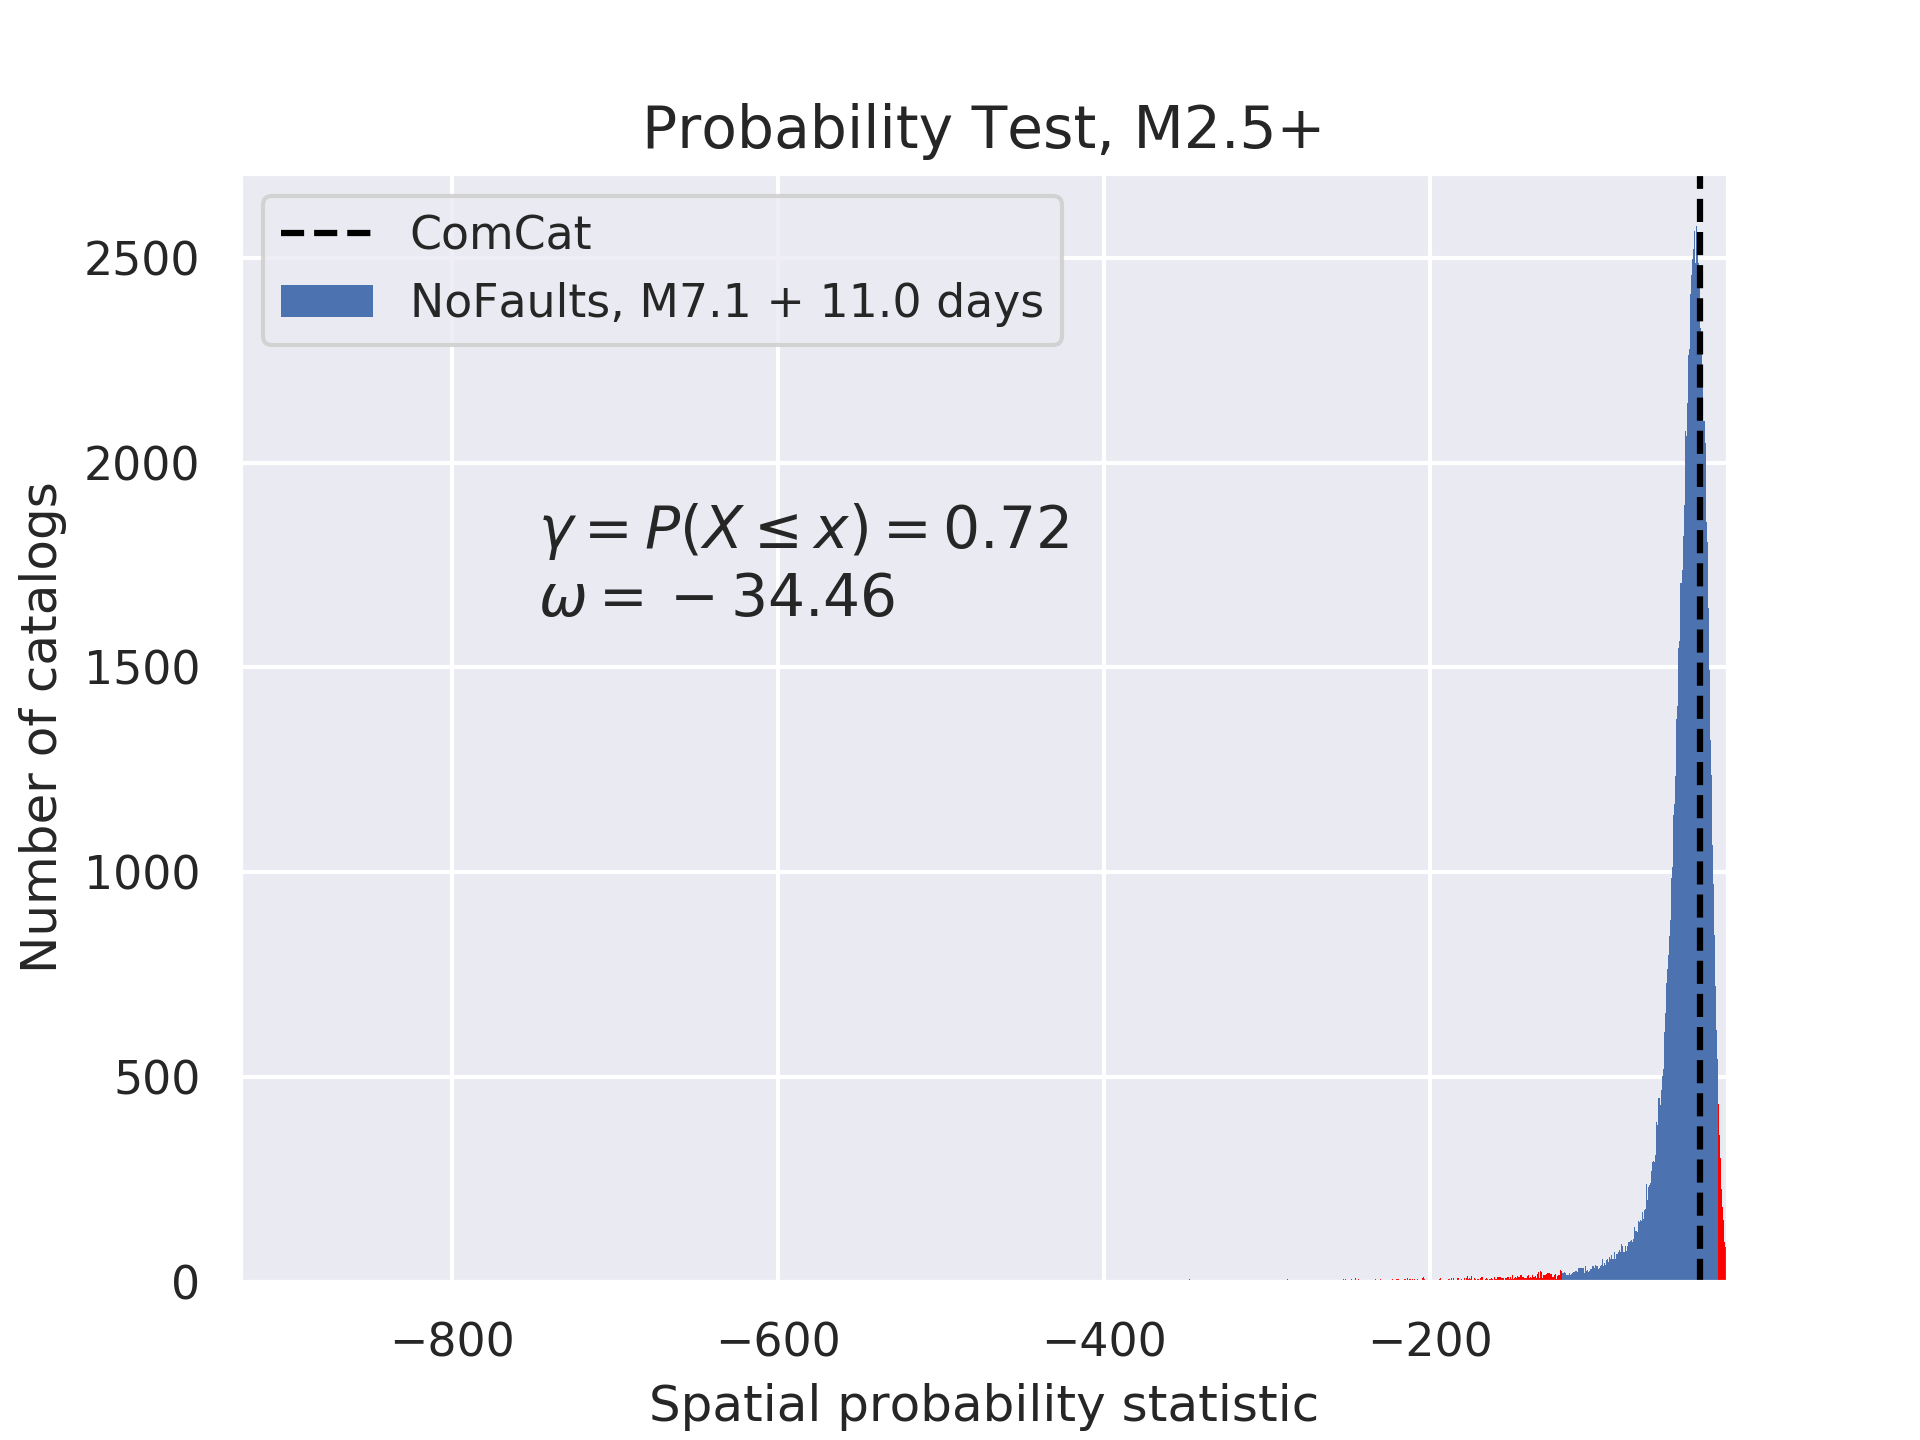 Probability Test, M2.5+
ComCat
NoFaults, M7.1 + 11.0 days
γ = P(X ≤ x) = 0.72
ω = − 34.46
Number of catalogs
2500
2000
1500
1000
500
0
−800 −600 −400 −200
Spatial probability statistic